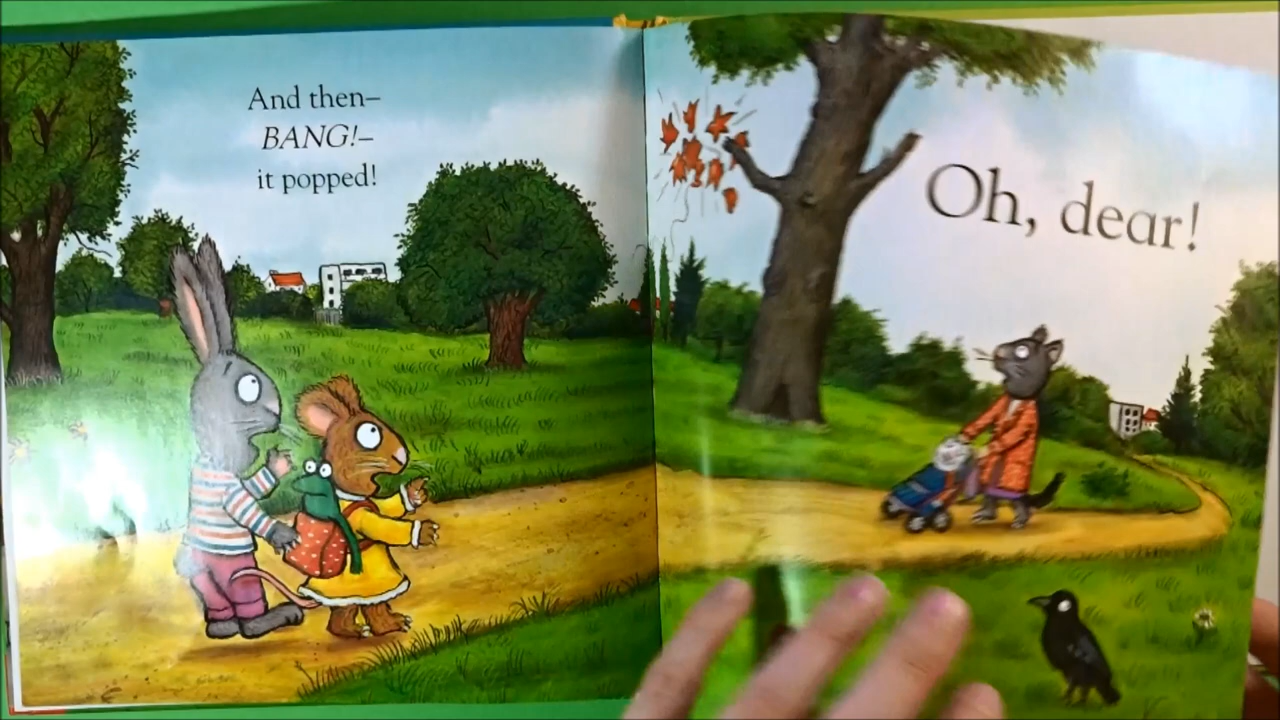 And then–
BANG!–
it popped!
Oh, dear!